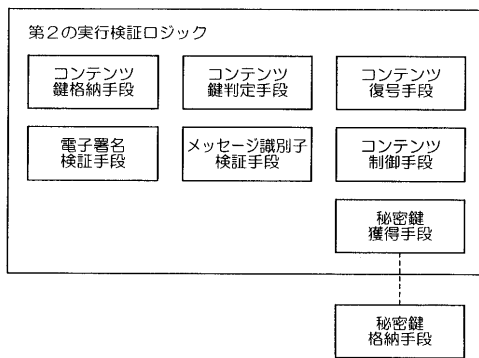 第２の実行検証ロジック
コンテンツ
鍵格納手段
コンテンツ
鍵判定手段
コンテンツ
復号手段
電子署名
検証手段
メッセージ識別子
検証手段
コンテンツ
制御手段
秘密鍵
獲得手段
秘密鍵
格納手段